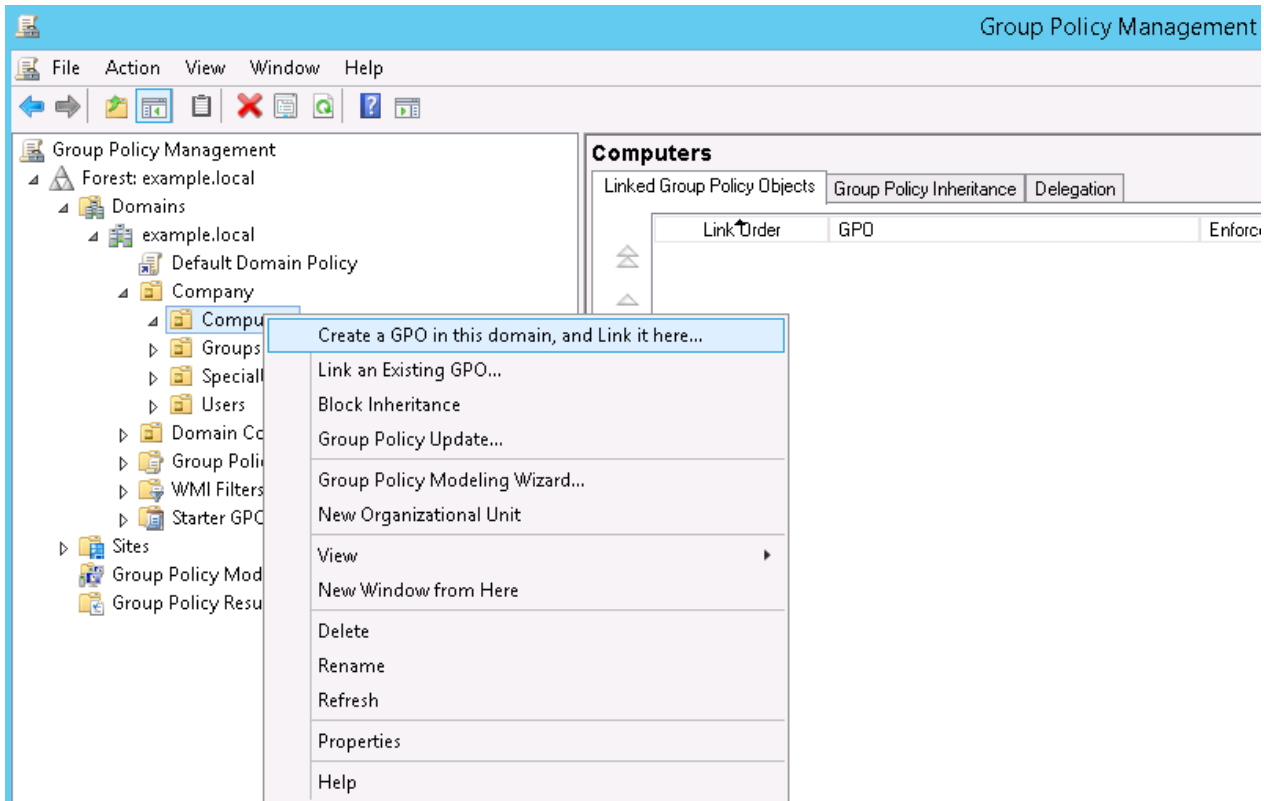 Group Policy Management
File Action View Window Help
Group Policy Management
Forest: example.local
Domains
example.local
Default Domain Policy
Company
Compu
Groups
Speciall
Users
Domain Co
Group Poli
WMI Filters
Starter GPO
Sites
Group Policy Mod
Group Policy Resu
Computers
Linked Group Policy Objects Group Policy Inheritance Delegation
Link Order GPO Enforce
Create a GPO in this domain, and Link it here...
Link an Existing GPO...
Block Inheritance
Group Policy Update...
Group Policy Modeling Wizard...
New Organizational Unit
View
New Window from Here
Delete
Rename
Refresh
Properties
Help